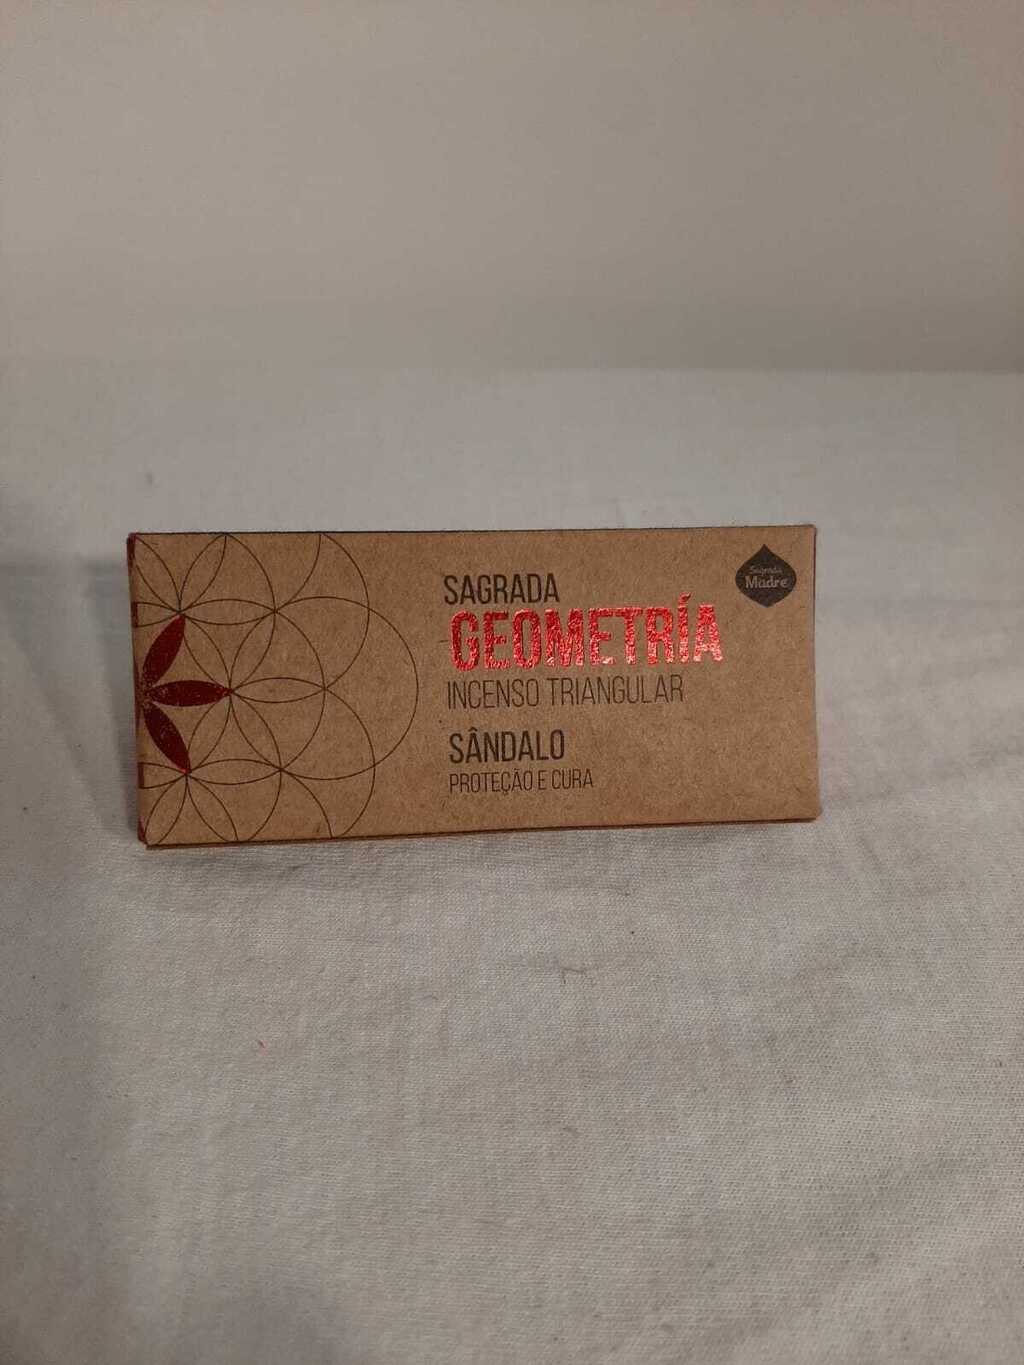 SAGRADA
GEOMETRÍA
INCENSO TRIANGULAR
SÂNDALO
PROTEÇÃO E CURA
Sagrada
Madre